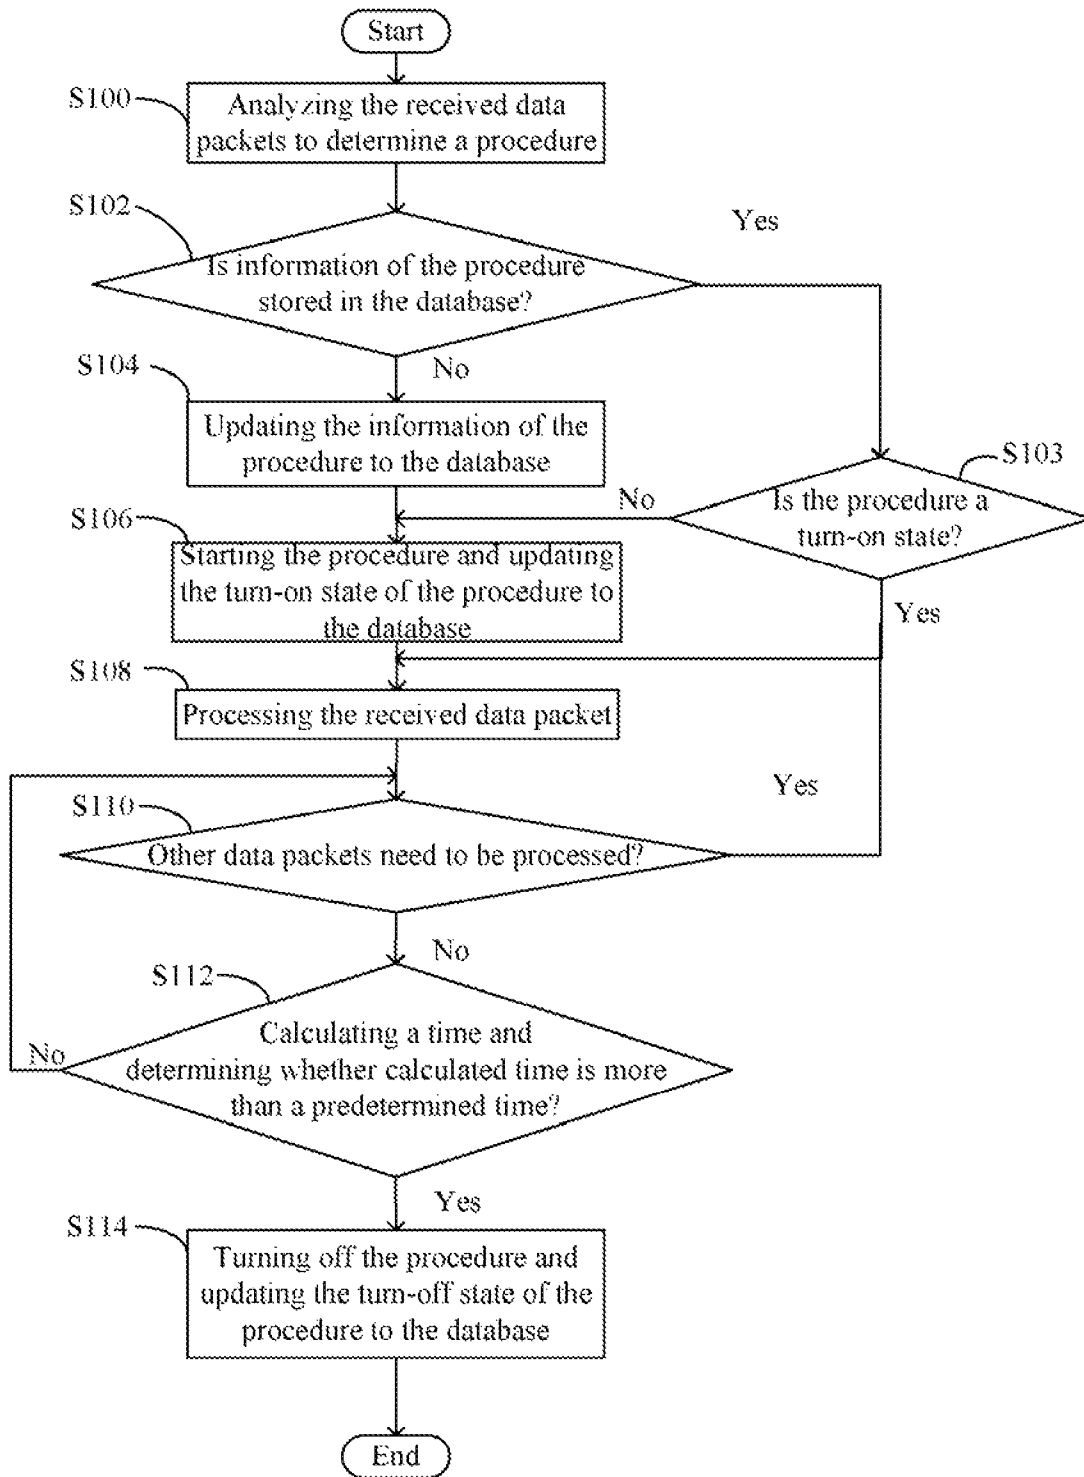 Start
S100
Analyzing the received data
packets to determine a procedure
S102
Yes
Is information of the procedure
stored in the database?
No
S104
Updating the information of the
procedure to the database
S103
No
Is the procedure a
turn-on state?
S106
Starting the procedure and updating
the turn-on state of the procedure to
the database
Yes
S108
Processing the received data packet
Yes
S110
Other data packets need to be processed?
No
S112
Calculating a time and
determining whether calculated time is more
than a predetermined time?
No
Yes
S114
Turning off the procedure and
updating the turn-off state of the
procedure to the database
End